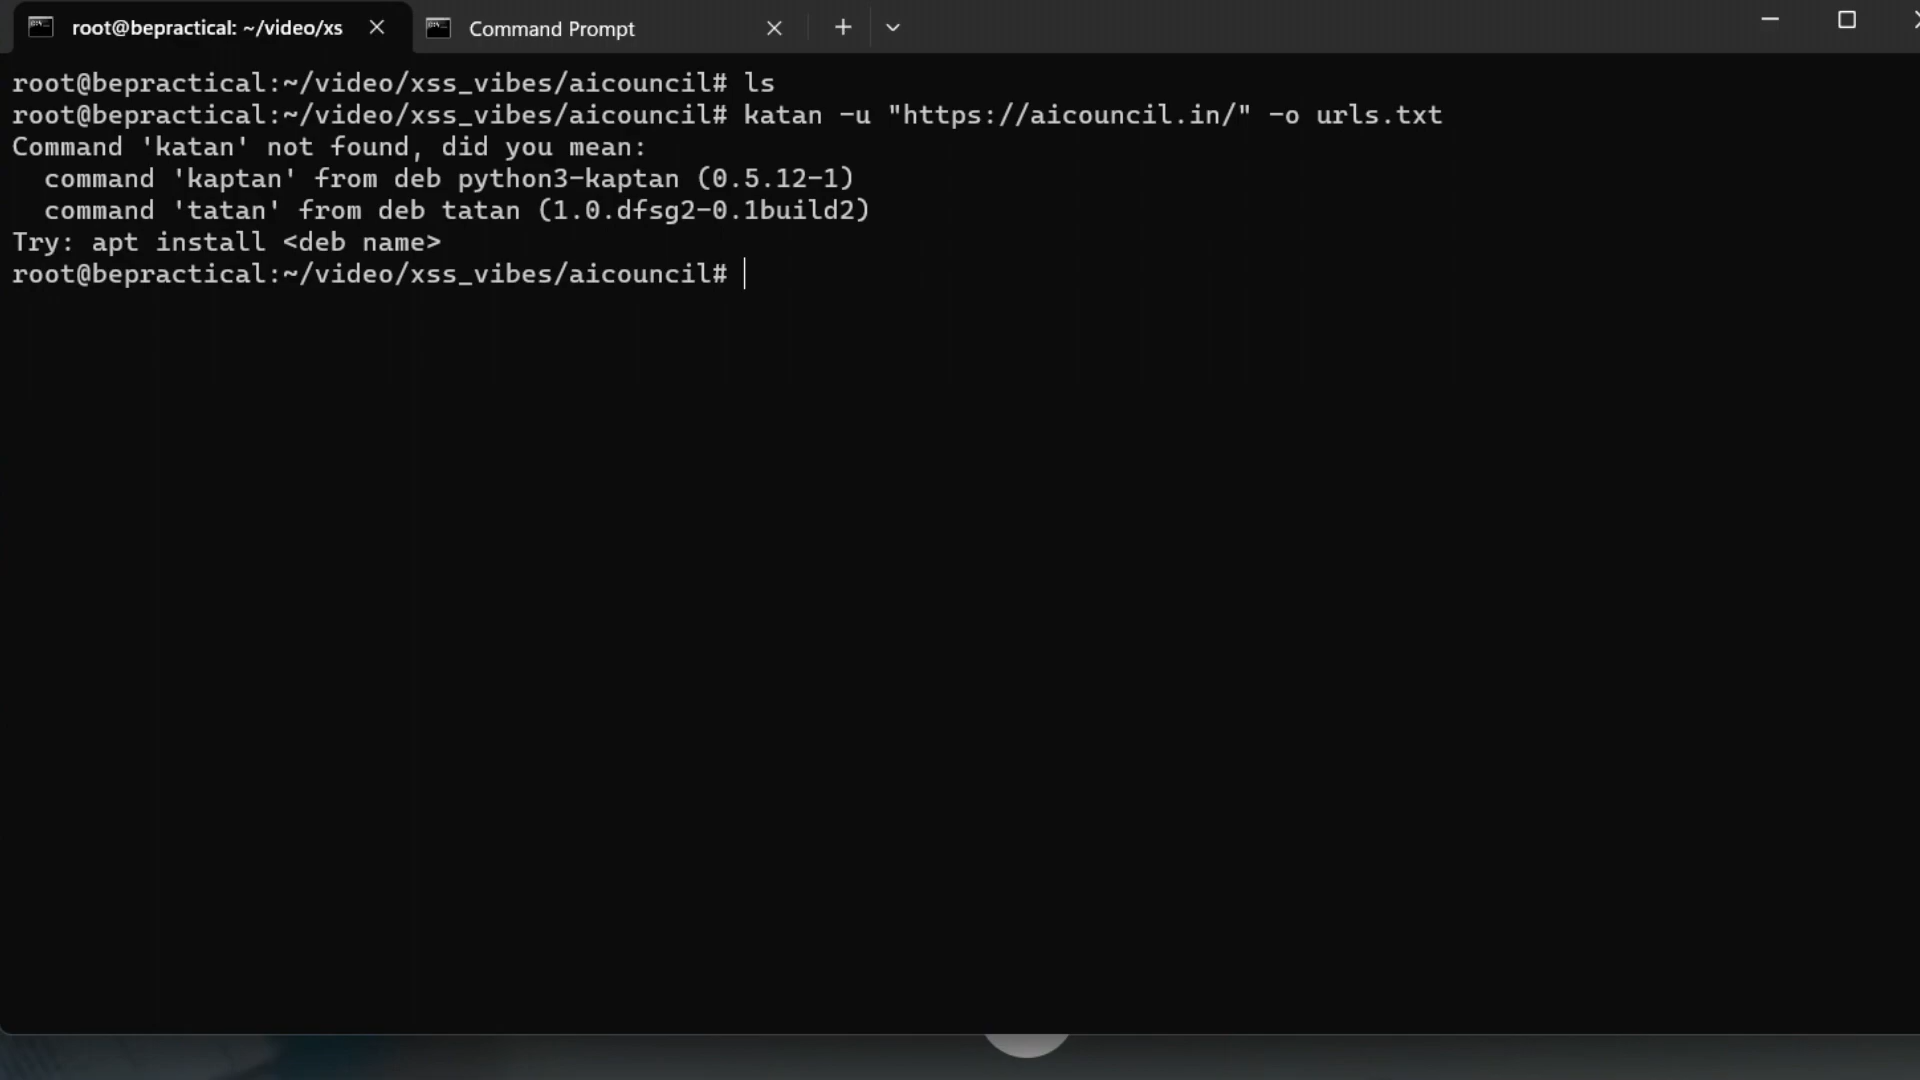 root@bepractical: ~/video/xs
Command Prompt
root@bepractical:~/video/xss_vibes/aicouncil# ls
root@bepractical:~/video/xss_vibes/aicouncil# katan -u "https://aicouncil.in/" -o urls.txt
Command 'katan' not found, did you mean:
  command 'kaptan' from deb python3-kaptan (0.5.12-1)
  command 'tatan' from deb tatan (1.0.dfsg2-0.1build2)
Try: apt install <deb name>
root@bepractical:~/video/xss_vibes/aicouncil#